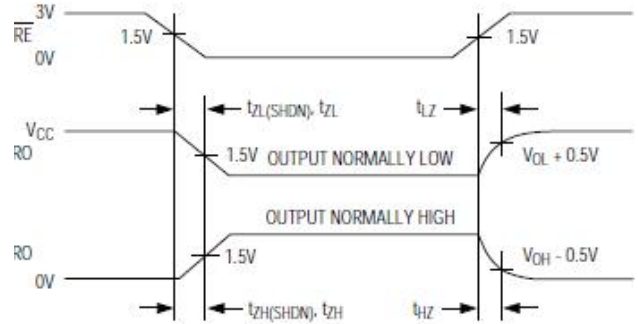 3V
RE
1.5V
1.5V
0V
tZL(SHDN), tZL
tLZ
VCC
RO
1.5V
OUTPUT NORMALLY LOW
VOL + 0.5V
OUTPUT NORMALLY HIGH
RO
1.5V
VOH – 0.5V
0V
tZH(SHDN), tZH
tHZ